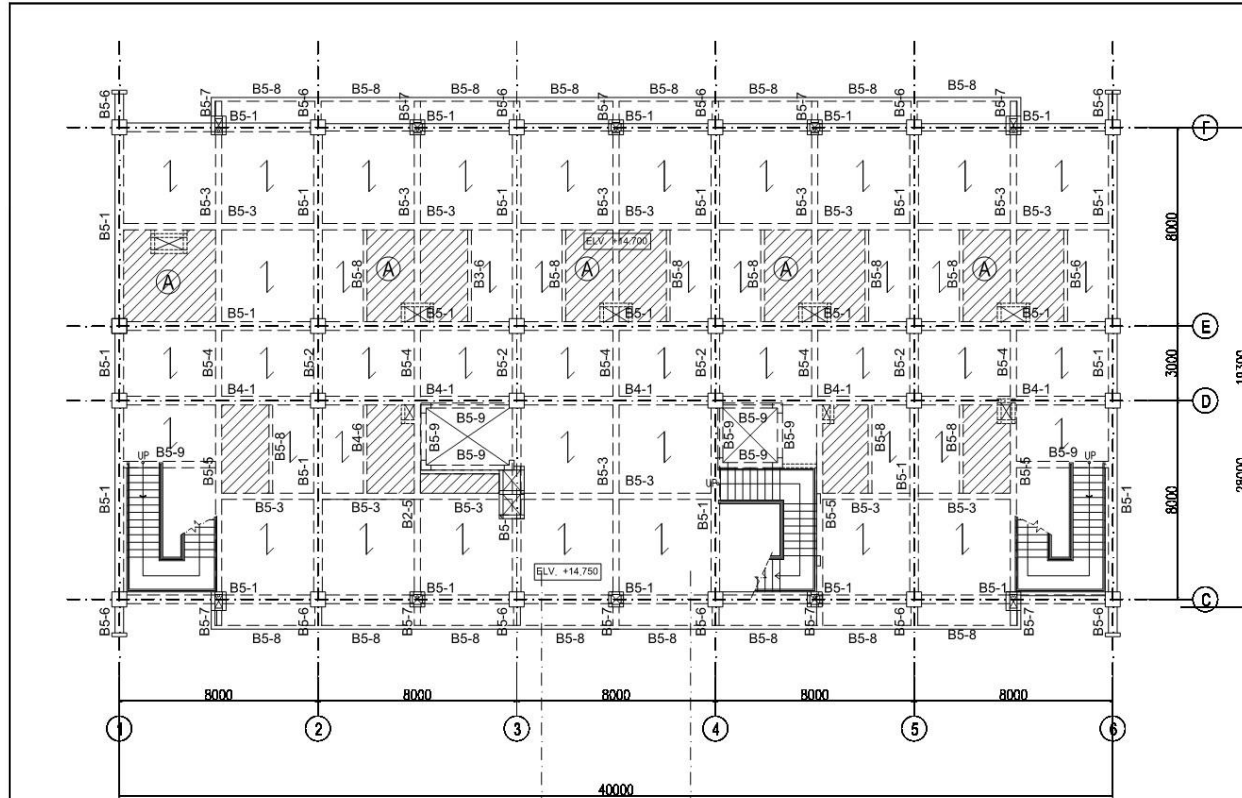 B5-8 B5-8 B5-8 B5-8 B5-8 B5-8 B5-8 B5-8
B5-6 B5-7 B5-6 B5-7 B5-6 B5-7 B5-6 B5-7 B5-6 B5-7 B5-6
B5-1 B5-1 B5-1 B5-1 B5-1
F
B5-1 B5-3 B5-1 B5-3 B5-1 B5-3 B5-1 B5-3 B5-1 B5-3 B5-1
B5-3 B5-3 B5-3 B5-3 B5-3
8000
ELV. +14,700
A A A A A
B5-8 B3-6 B5-8 B5-8 B5-8 B5-8 B5-8 B5-6
B5-1 B5-1 B5-1 B5-1 B5-1
E
B5-1 B5-4 B5-2 B5-4 B5-2 B5-4 B5-2 B5-4 B5-2 B5-4 B5-1
3000
19300
B4-1 B4-1 B4-1 B4-1 B4-1
D
B5-9 B5-9
B5-8 B4-6 B5-9 B5-9 B5-9 B5-8 B5-8
UP B5-9 B5-9 B5-9 B5-9 UP
B5-5 B5-1 B5-3 B5-1 B5-5
UP
B5-3
B5-1 B2-5 B5-1 B5-5 B5-1
B5-3 B5-3 B5-3 B5-3 B5-3
8000
28000
ELV. +14,750
B5-1 B5-1 B5-1 B5-1 B5-1
C
B5-6 B5-7 B5-6 B5-7 B5-6 B5-7 B5-6 B5-7 B5-6 B5-7 B5-6
B5-8 B5-8 B5-8 B5-8 B5-8 B5-8 B5-8 B5-8
8000 8000 8000 8000 8000
1 2 3 4 5 6
40000